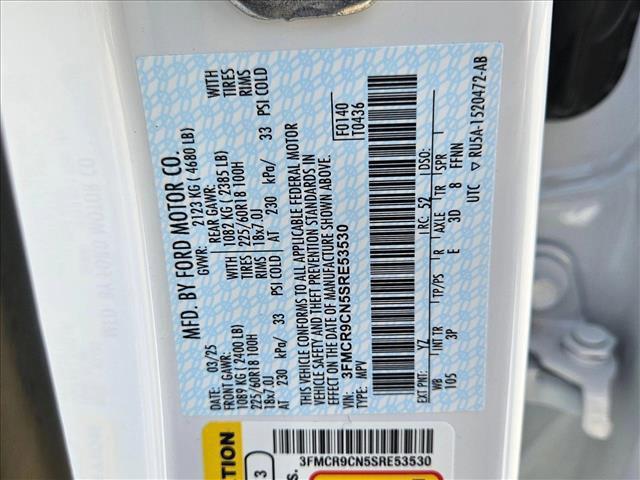 MFD. BY FORD MOTOR CO.
DATE: 03/25 GVWR: 2123 KG ( 4680 LB)
FRONT GAWR: REAR GAWR: WITH
1089 KG ( 2400 LB) 1082 KG ( 2385 LB) TIRES
225/60R18 100H TIRES 225/60R18 100H RIMS
18x7.0J RIMS 18x7.0J
AT 230 kPa/ 33 PSI COLD AT 230 kPa/ 33 PSI COLD
THIS VEHICLE CONFORMS TO ALL APPLICABLE FEDERAL MOTOR
VEHICLE SAFETY AND THEFT PREVENTION STANDARDS IN
EFFECT ON THE DATE OF MANUFACTURE SHOWN ABOVE.
VIN: 3FMCR9CN5SRE53530 F0140
TYPE: MPV T0436
EXT PNT: YZ RC: 52 DSO:
WB INT TR TP/PS R AXLE TR SPR
105 3P E 3D 8 FFNN I
UTC RU5A-1520472-AB
3FMCR9CN5SRE53530
3